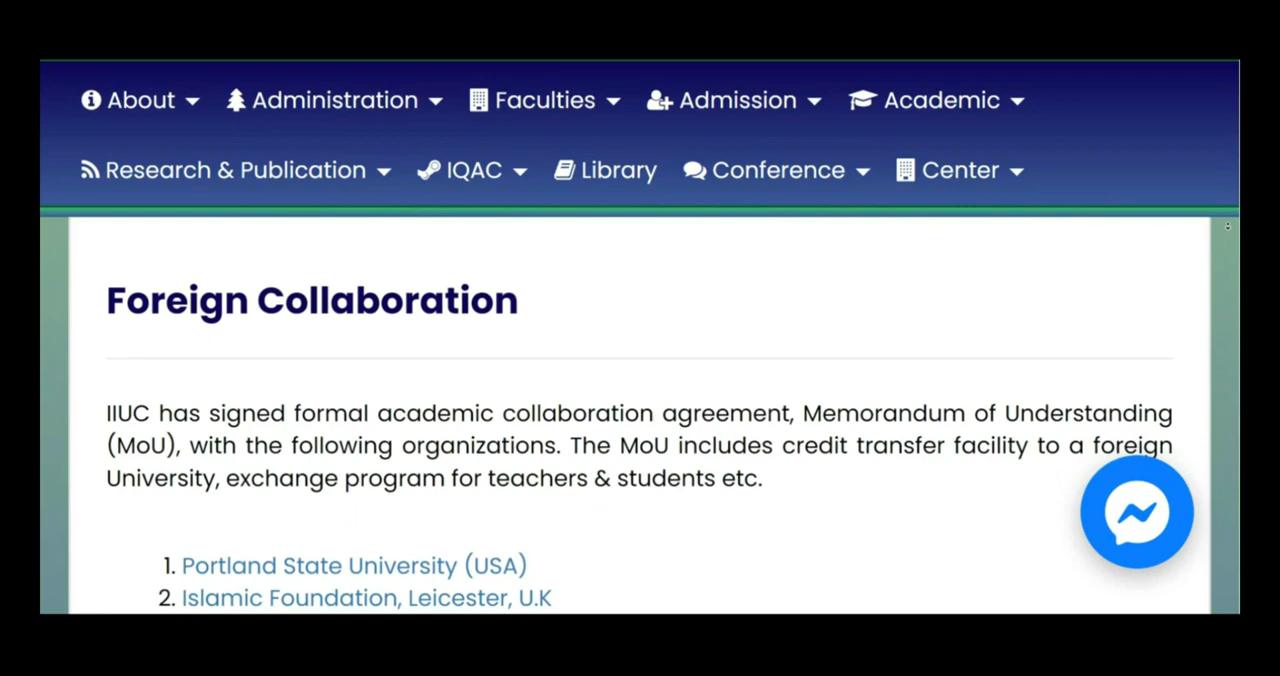 About
Administration
Faculties
Admission
Academic
Research & Publication
IQAC
Library
Conference
Center
Foreign Collaboration
IIUC has signed formal academic collaboration agreement, Memorandum of Understanding
(MoU), with the following organizations. The MoU includes credit transfer facility to a foreign
University, exchange program for teachers & students etc.
1. Portland State University (USA)
2. Islamic Foundation, Leicester, U.K